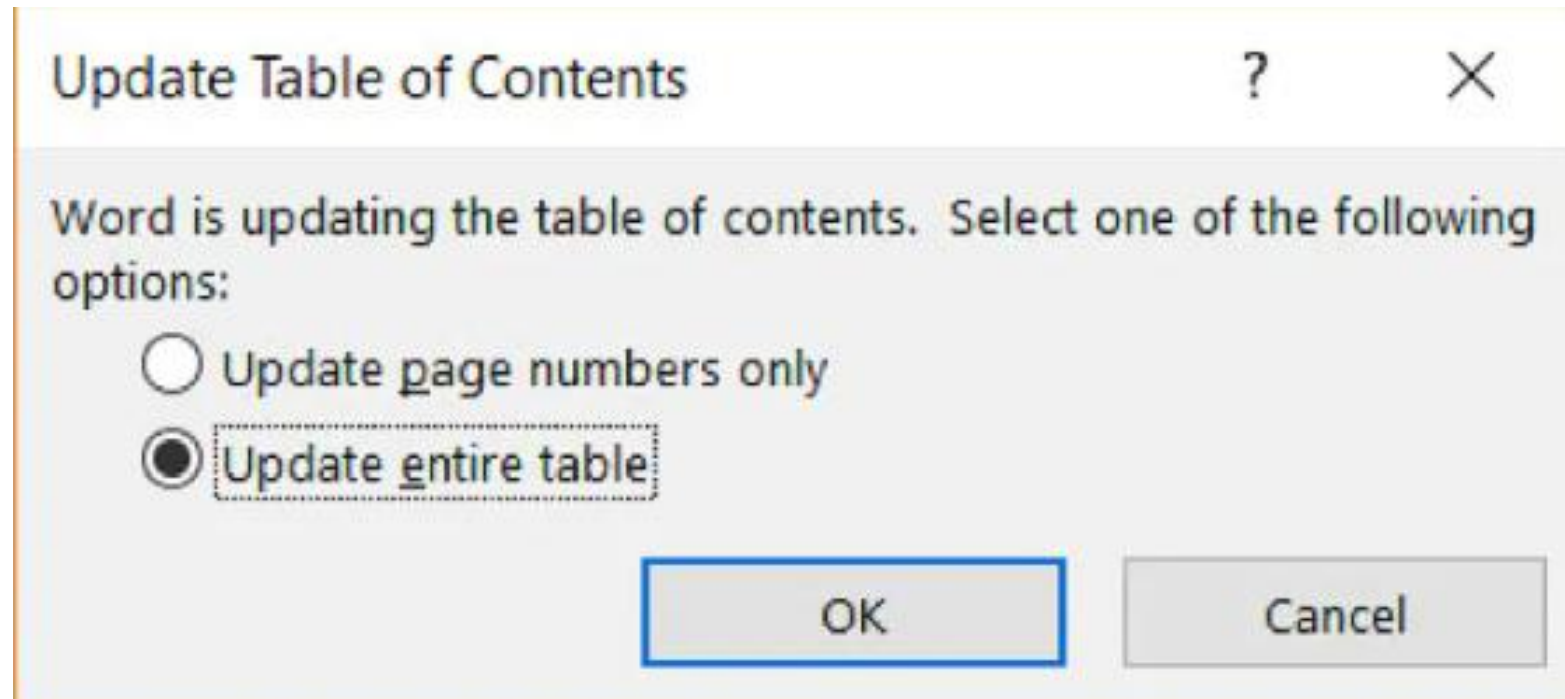 Update Table of Contents ?
Word is updating the table of contents.  Select one of the following
options:
Update page numbers only
Update entire table
OK Cancel